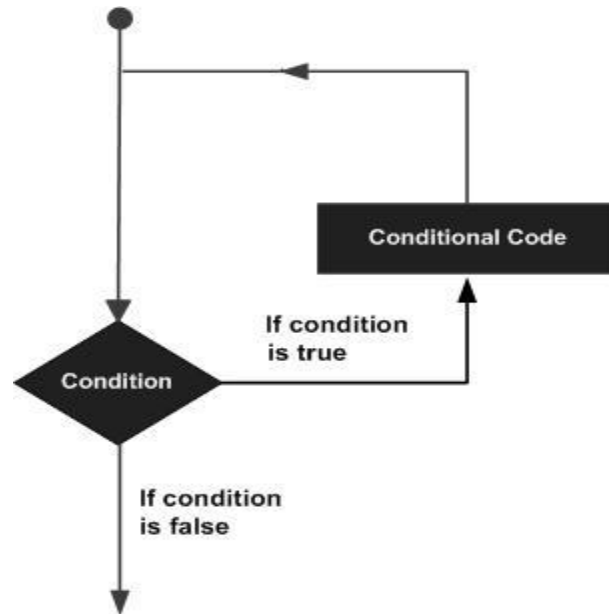 Conditional Code
If condition
is true
Condition
If condition
is false